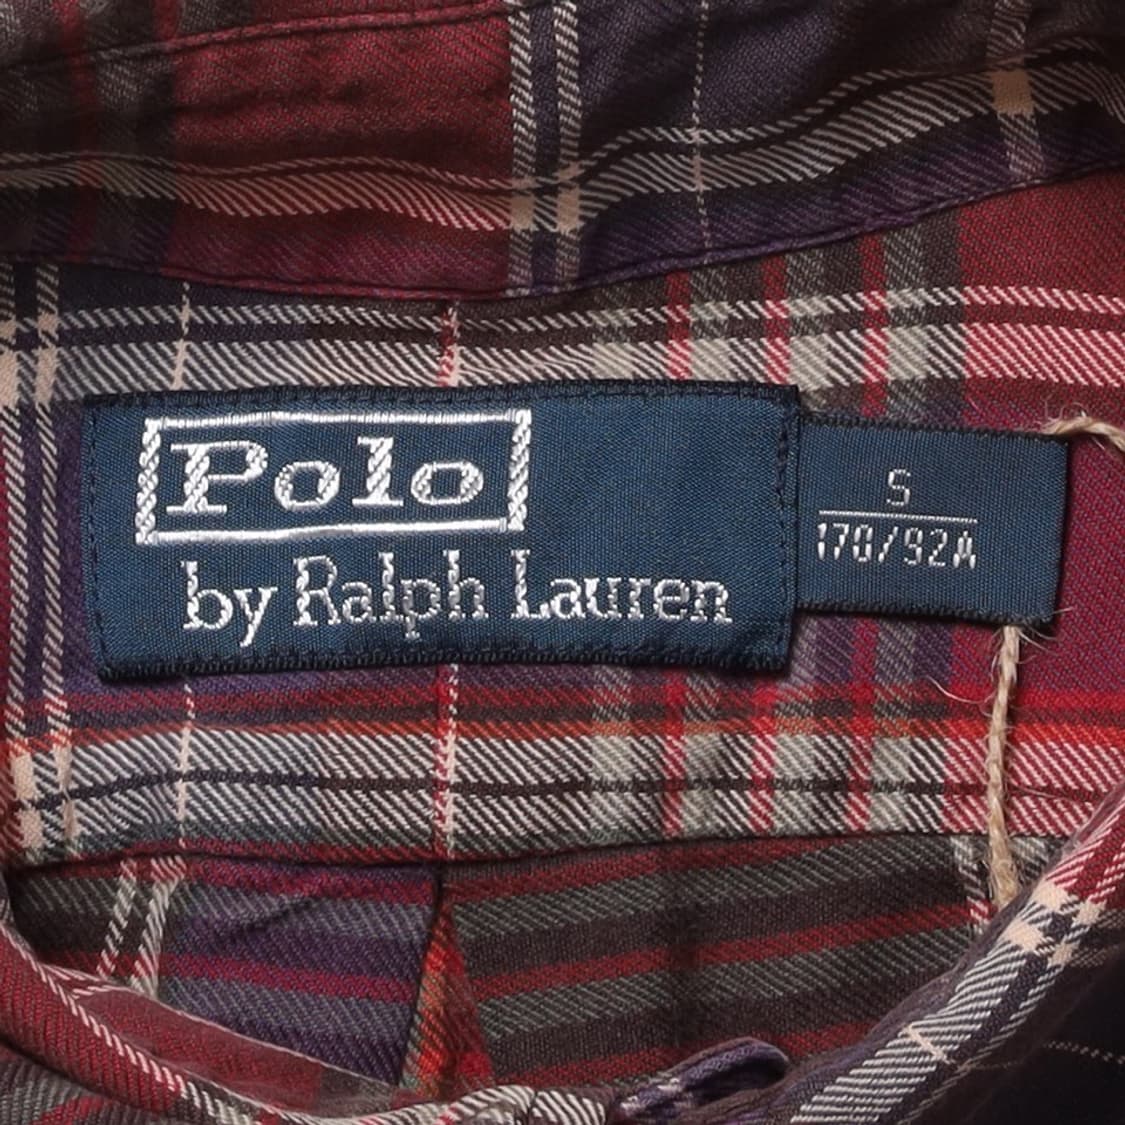 Polo
by Ralph Lauren
S
170/92A